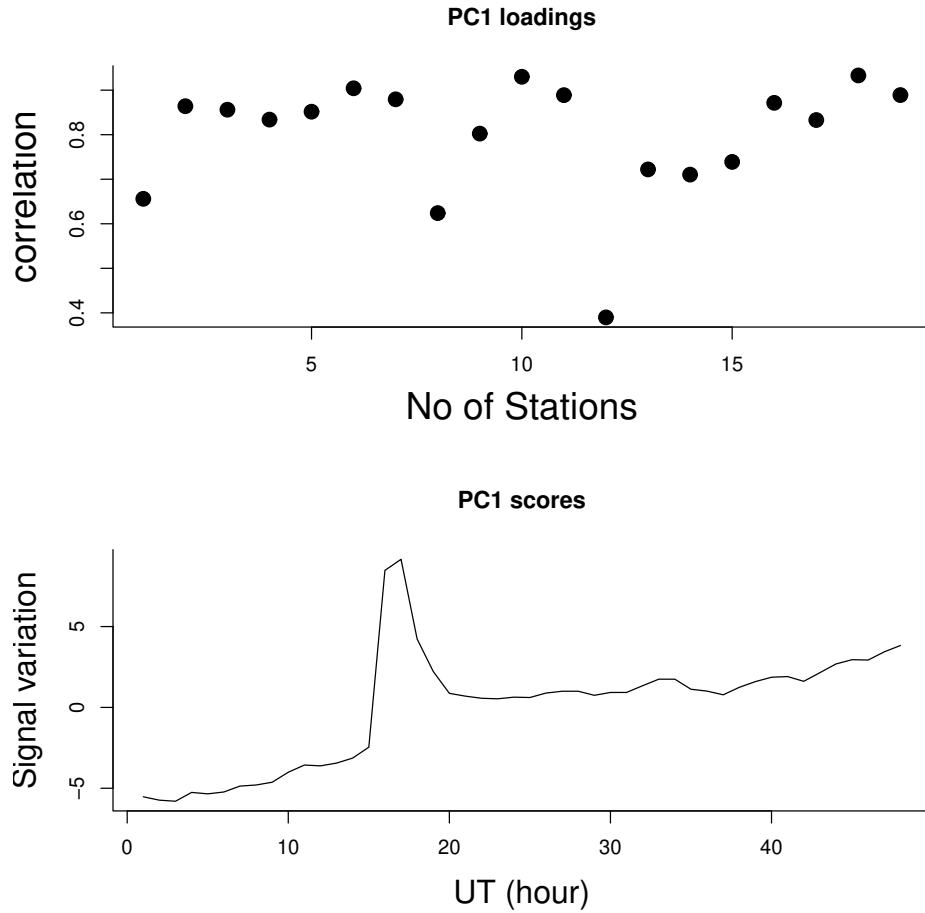 PC1 loadings
correlation
0.4
0.6
0.8
5
10
15
No of Stations
PC1 scores
Signal variation
−5
0
5
0
10
20
30
40
UT (hour)